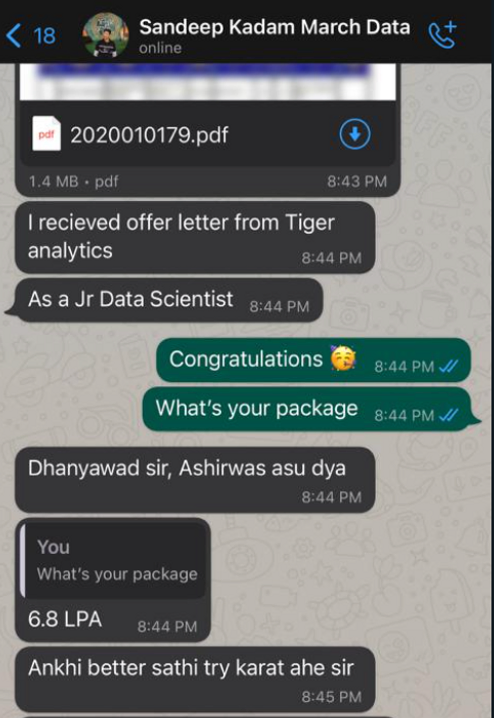 18
Sandeep Kadam March Data
online
pdf
2020010179.pdf
1.4 MB • pdf
8:43 PM
I recieved offer letter from Tiger
analytics
8:44 PM
As a Jr Data Scientist 8:44 PM
Congratulations 🥳 8:44 PM
What's your package 8:44 PM
Dhanyawad sir, Ashirwas asu dya
8:44 PM
You
What's your package
6.8 LPA 8:44 PM
Ankhi better sathi try karat ahe sir
8:45 PM